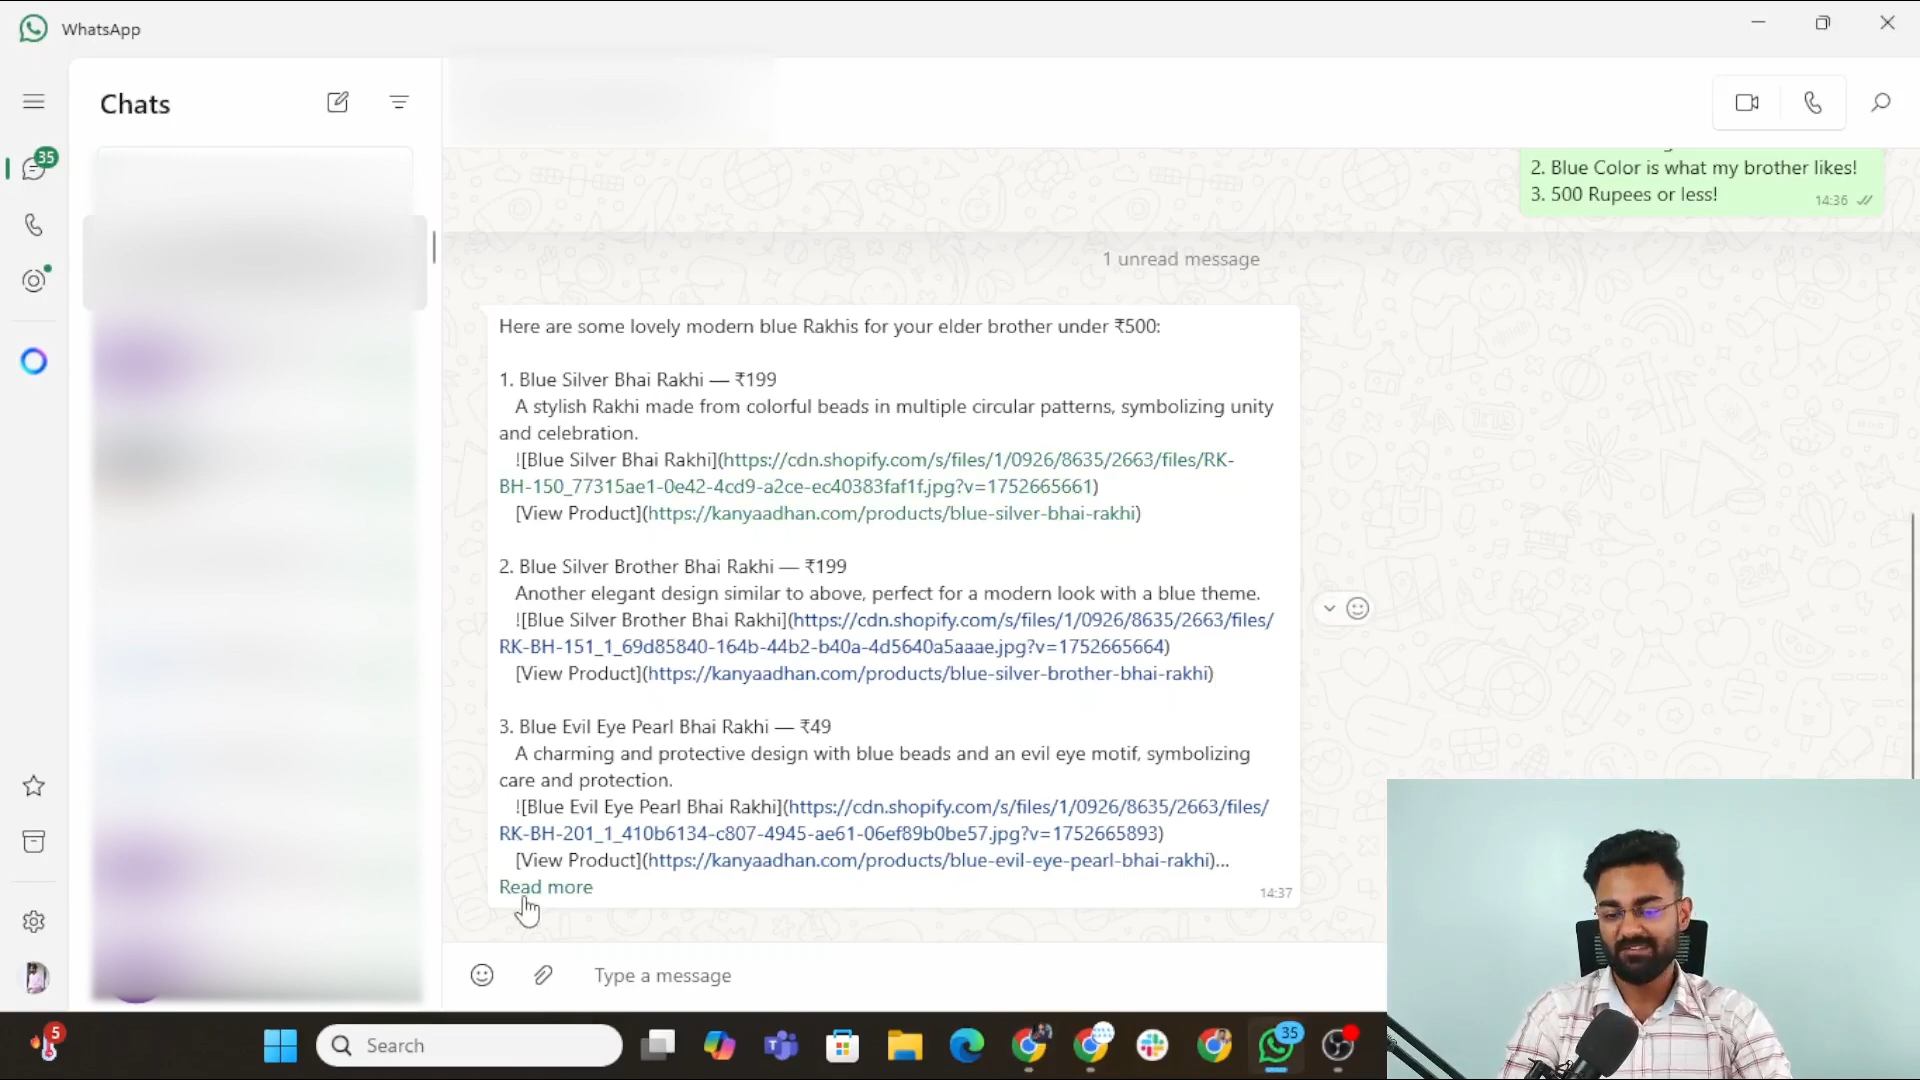 WhatsApp
Chats
35
2. Blue Color is what my brother likes!
3. 500 Rupees or less!
14:36
1 unread message
Here are some lovely modern blue Rakhis for your elder brother under ₹500:
1. Blue Silver Bhai Rakhi — ₹199
A stylish Rakhi made from colorful beads in multiple circular patterns, symbolizing unity
and celebration.
![Blue Silver Bhai Rakhi](https://cdn.shopify.com/s/files/1/0926/8635/2663/files/RK-
BH-150_77315ae1-0e42-4cd9-a2ce-ec40383faf1f.jpg?v=1752665661)
[View Product](https://kanyaadhan.com/products/blue-silver-bhai-rakhi)
2. Blue Silver Brother Bhai Rakhi — ₹199
Another elegant design similar to above, perfect for a modern look with a blue theme.
![Blue Silver Brother Bhai Rakhi](https://cdn.shopify.com/s/files/1/0926/8635/2663/files/
RK-BH-151_1_69d85840-164b-44b2-b40a-4d5640a5aaae.jpg?v=1752665664)
[View Product](https://kanyaadhan.com/products/blue-silver-brother-bhai-rakhi)
3. Blue Evil Eye Pearl Bhai Rakhi — ₹49
A charming and protective design with blue beads and an evil eye motif, symbolizing
care and protection.
![Blue Evil Eye Pearl Bhai Rakhi](https://cdn.shopify.com/s/files/1/0926/8635/2663/files/
RK-BH-201_1_410b6134-c807-4945-ae61-06ef89b0be57.jpg?v=1752665893)
[View Product](https://kanyaadhan.com/products/blue-evil-eye-pearl-bhai-rakhi)...
Read more
14:37
Type a message
5
Search
35